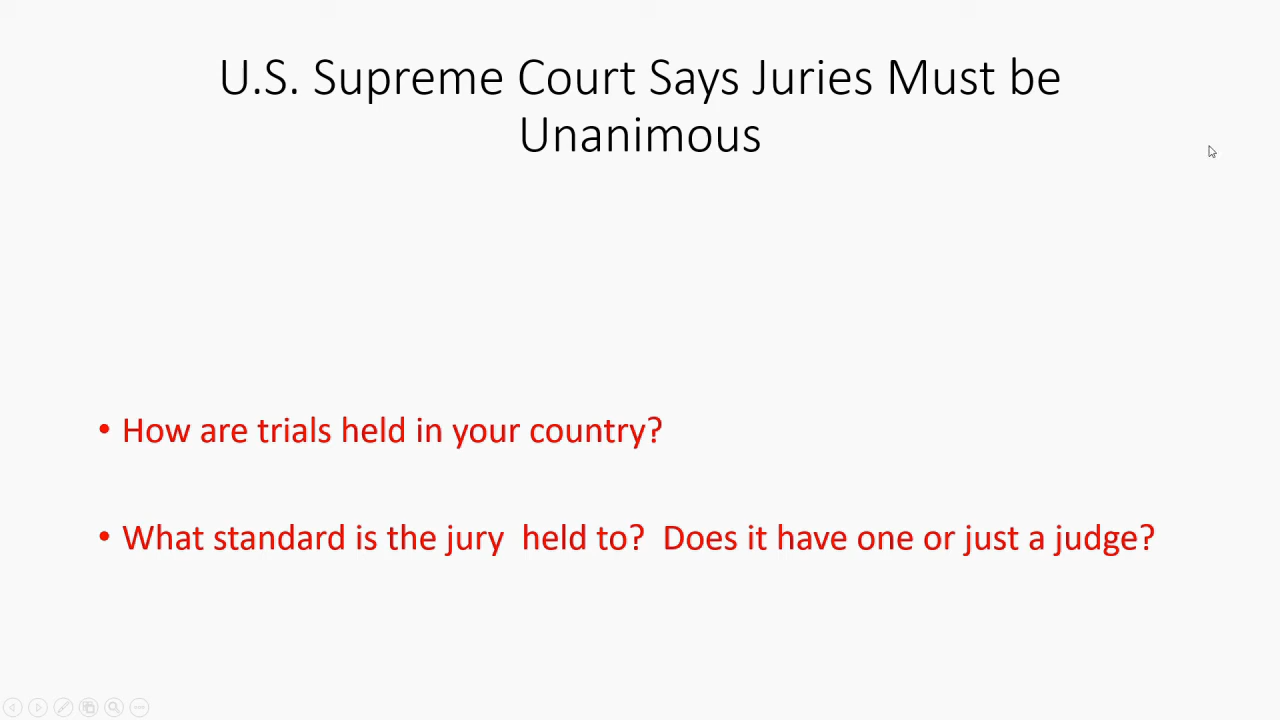 U.S. Supreme Court Says Juries Must be
Unanimous
• How are trials held in your country?
• What standard is the jury  held to?  Does it have one or just a judge?